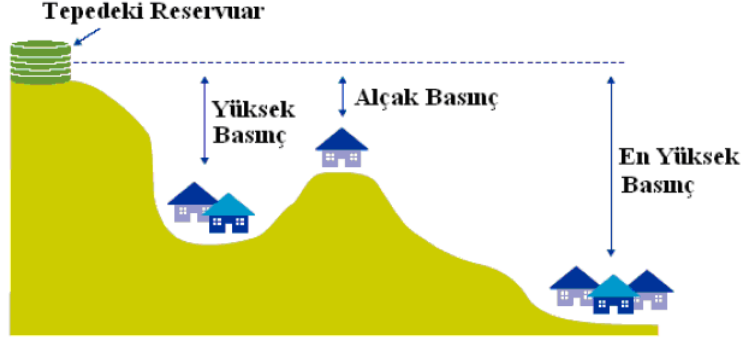 Tepedeki Reservuar
Yüksek
Basınç
Alçak Basınç
En Yüksek
Basınç